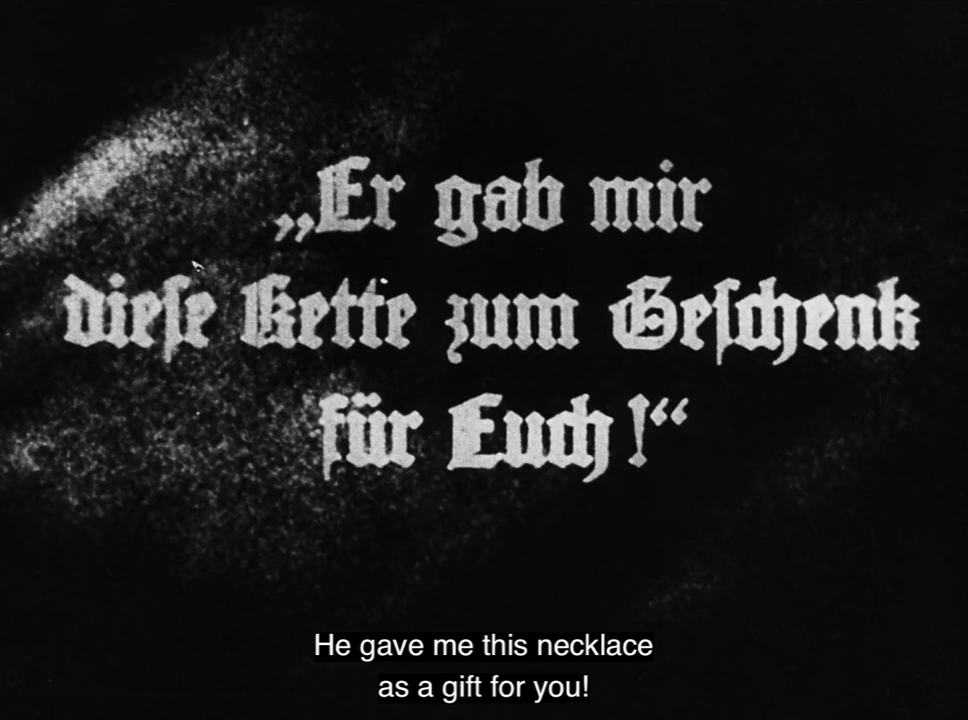 „Er gab mir
dieſe Kette zum Geſchenk
für Euch!“
He gave me this necklace
as a gift for you!